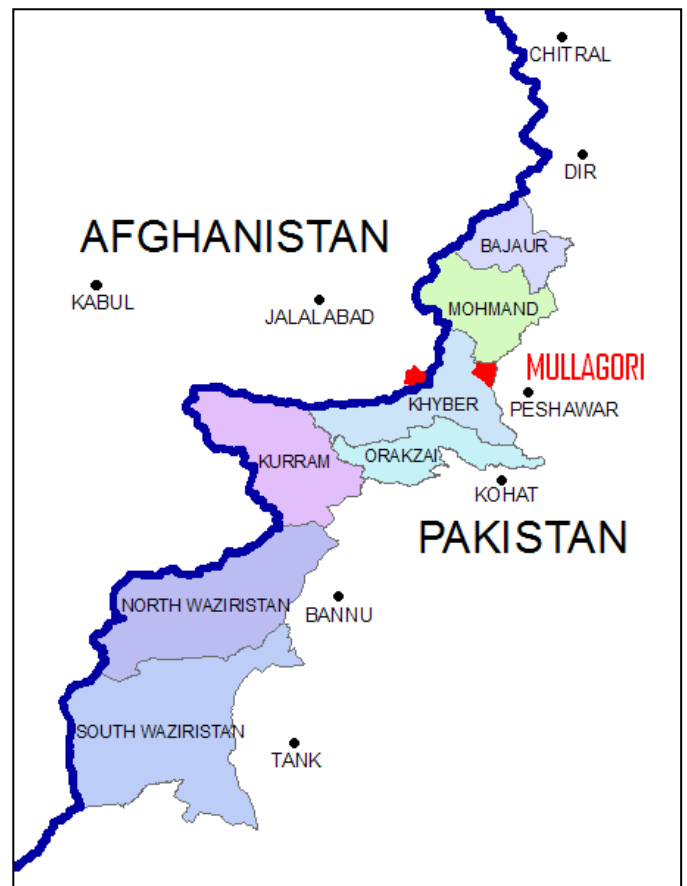 CHITRAL
DIR
AFGHANISTAN
BAJAUR
KABUL
JALALABAD
MOHMAND
MULLAGORI
KHYBER
PESHAWAR
ORAKZAI
KURRAM
KOHAT
PAKISTAN
NORTH WAZIRISTAN
BANNU
SOUTH WAZIRISTAN
TANK